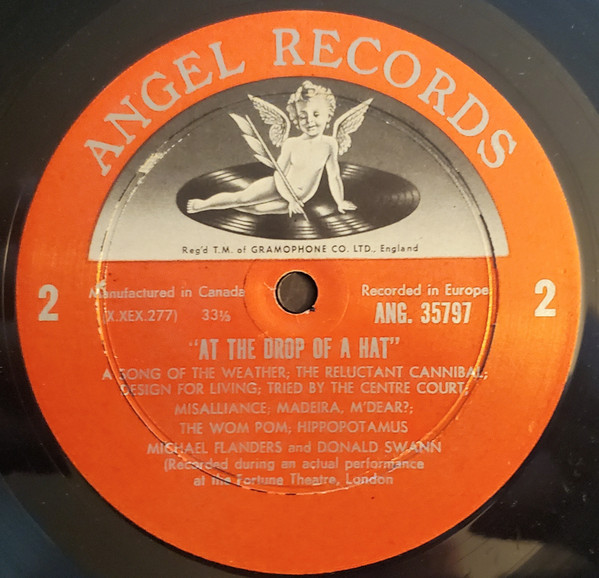 ANGEL RECORDS
Reg'd T.M. of GRAMOPHONE CO. LTD., England
Manufactured in Canada Recorded in Europe
2 2
(X.XEX.277) 33⅓ ANG. 35797
"AT THE DROP OF A HAT"
A SONG OF THE WEATHER; THE RELUCTANT CANNIBAL;
DESIGN FOR LIVING; TRIED BY THE CENTRE COURT;
MISALLIANCE; MADEIRA, M'DEAR?;
THE WOM POM; HIPPOPOTAMUS
MICHAEL FLANDERS and DONALD SWANN
(Recorded during an actual performance
at the Fortune Theatre, London